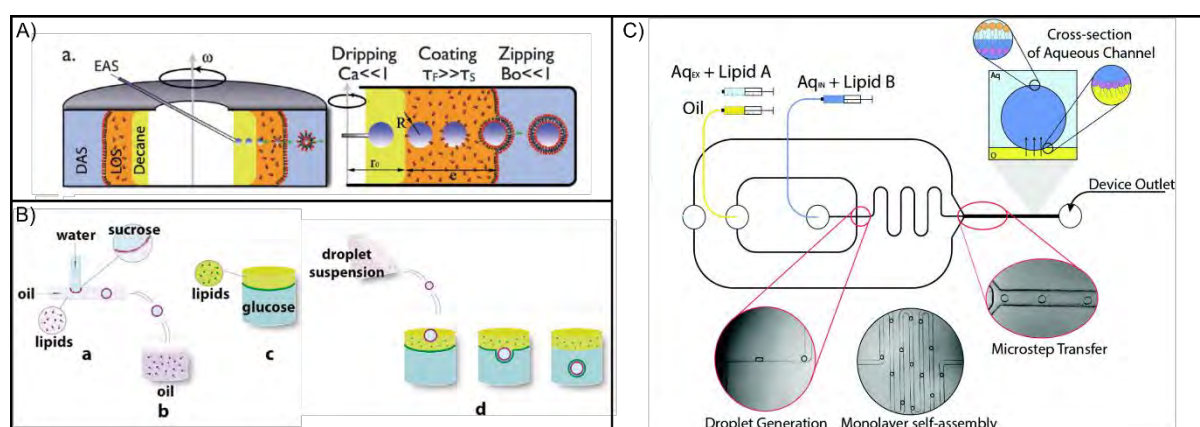 A)
a.
EAS
ω
DAS
LOS
Decane
Dripping Coating Zipping
Ca<<1 τF>>τS Bo<<1
R
r0
e
B)
water
sucrose
oil
lipids
a
oil
b
lipids
glucose
c
droplet
suspension
d
C)
AqEX + Lipid A
Oil
AqIN + Lipid B
Cross-section
of Aqueous Channel
Aq
O
Device Outlet
Droplet Generation
Monolayer self-assembly
Microstep Transfer